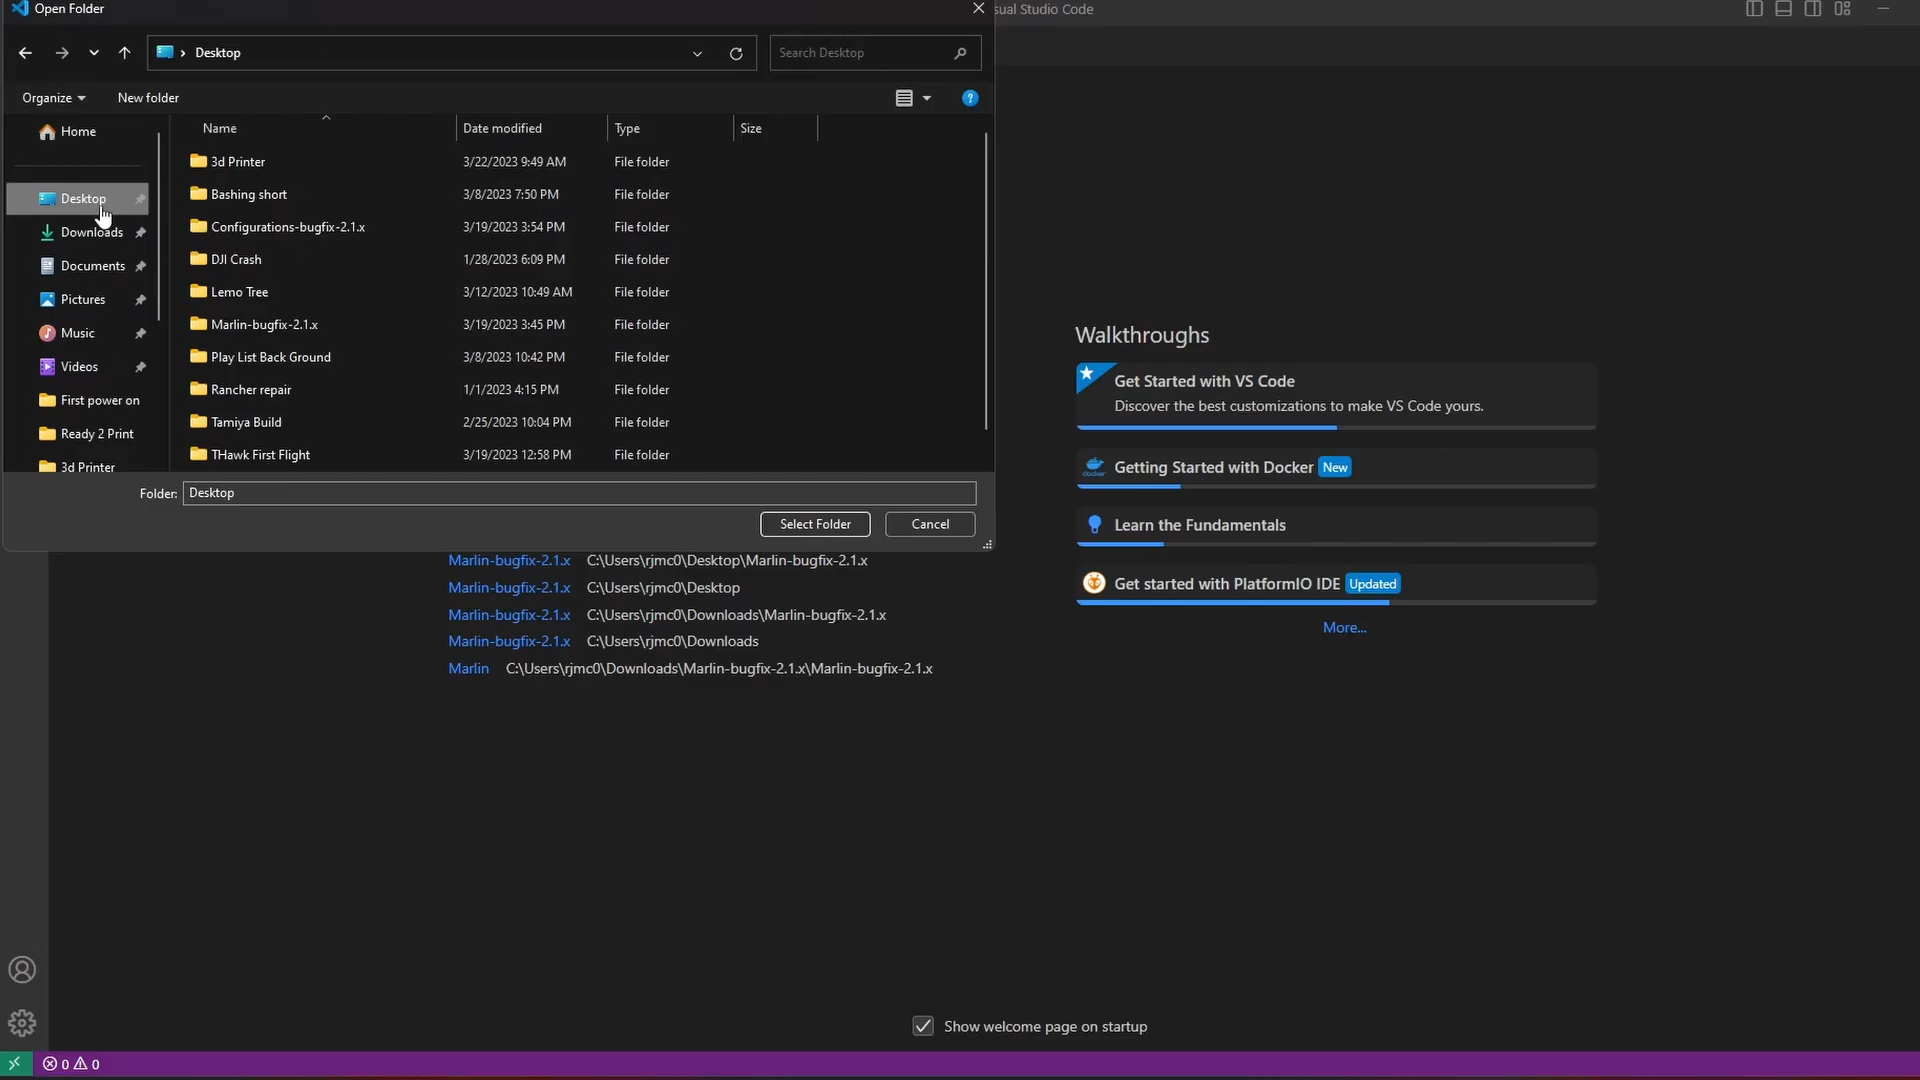 Open Folder
sual Studio Code
Desktop
Search Desktop
Organize
New folder
Home
Desktop
Downloads
Documents
Pictures
Music
Videos
First power on
Ready 2 Print
3d Printer
Name Date modified Type Size
3d Printer 3/22/2023 9:49 AM File folder
Bashing short 3/8/2023 7:50 PM File folder
Configurations-bugfix-2.1.x 3/19/2023 3:54 PM File folder
DJI Crash 1/28/2023 6:09 PM File folder
Lemo Tree 3/12/2023 10:49 AM File folder
Marlin-bugfix-2.1.x 3/19/2023 3:45 PM File folder
Play List Back Ground 3/8/2023 10:42 PM File folder
Rancher repair 1/1/2023 4:15 PM File folder
Tamiya Build 2/25/2023 10:04 PM File folder
THawk First Flight 3/19/2023 12:58 PM File folder
Folder: Desktop
Select Folder Cancel
Marlin-bugfix-2.1.x C:\Users\rjmc0\Desktop\Marlin-bugfix-2.1.x
Marlin-bugfix-2.1.x C:\Users\rjmc0\Desktop
Marlin-bugfix-2.1.x C:\Users\rjmc0\Downloads\Marlin-bugfix-2.1.x
Marlin-bugfix-2.1.x C:\Users\rjmc0\Downloads
Marlin C:\Users\rjmc0\Downloads\Marlin-bugfix-2.1.x\Marlin-bugfix-2.1.x
Walkthroughs
Get Started with VS Code
Discover the best customizations to make VS Code yours.
docker
Getting Started with Docker New
Learn the Fundamentals
Get started with PlatformIO IDE Updated
More...
Show welcome page on startup
0 0